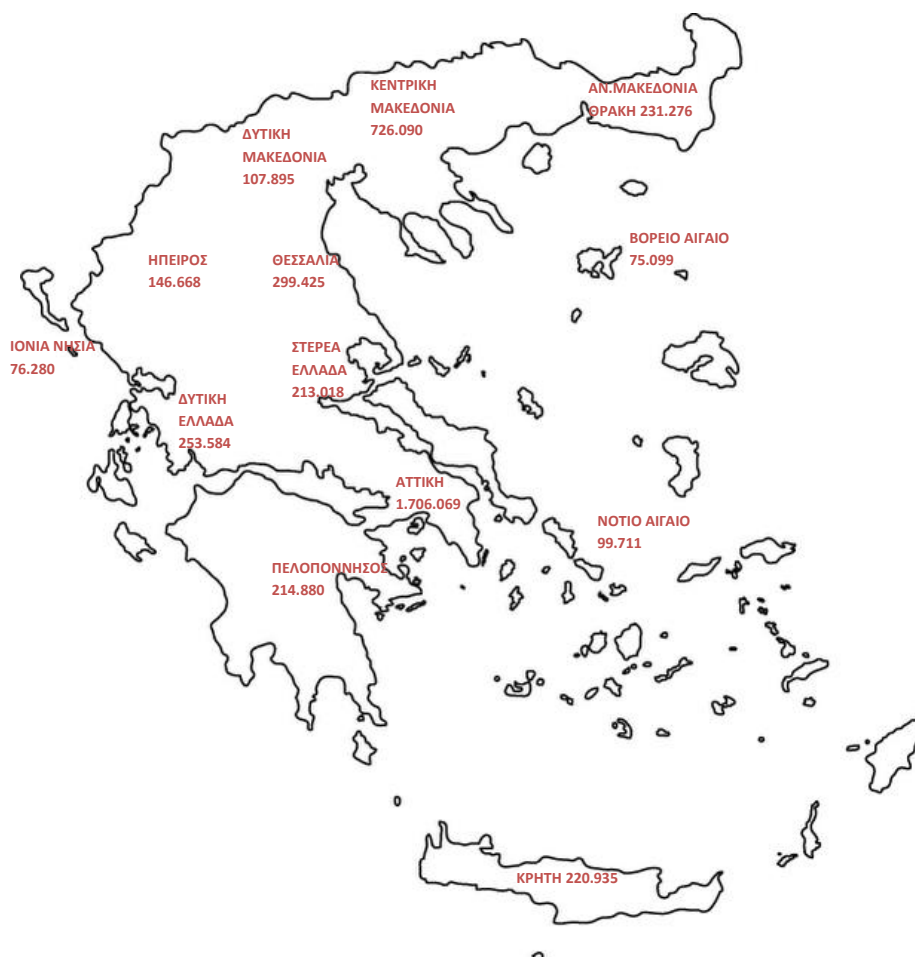 ΚΕΝΤΡΙΚΗ
ΜΑΚΕΔΟΝΙΑ
726.090
ΑΝ.ΜΑΚΕΔΟΝΙΑ
ΘΡΑΚΗ 231.276
ΔΥΤΙΚΗ
ΜΑΚΕΔΟΝΙΑ
107.895
ΒΟΡΕΙΟ ΑΙΓΑΙΟ
75.099
ΗΠΕΙΡΟΣ
146.668
ΘΕΣΣΑΛΙΑ
299.425
ΙΟΝΙΑ ΝΗΣΙΑ
76.280
ΣΤΕΡΕΑ
ΕΛΛΑΔΑ
213.018
ΔΥΤΙΚΗ
ΕΛΛΑΔΑ
253.584
ΑΤΤΙΚΗ
1.706.069
ΝΟΤΙΟ ΑΙΓΑΙΟ
99.711
ΠΕΛΟΠΟΝΝΗΣΟΣ
214.880
ΚΡΗΤΗ 220.935